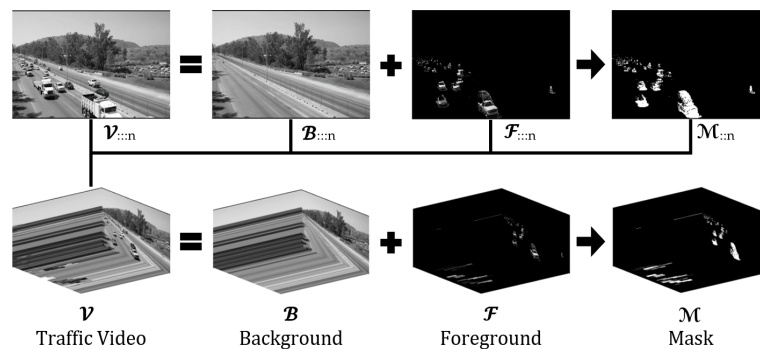 𝓥:::n 𝓑:::n 𝓕:::n 𝓜::n
𝓥 𝓑 𝓕 𝓜
Traffic Video Background Foreground Mask